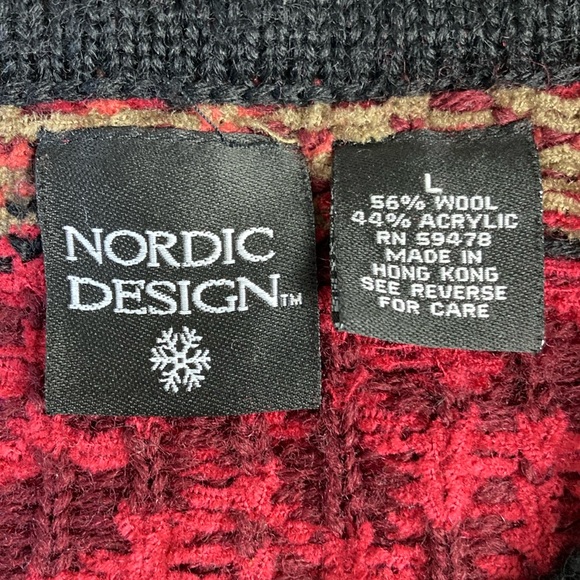 NORDIC
DESIGN™
L
56% WOOL
44% ACRYLIC
RN 59478
MADE IN
HONG KONG
SEE REVERSE
FOR CARE